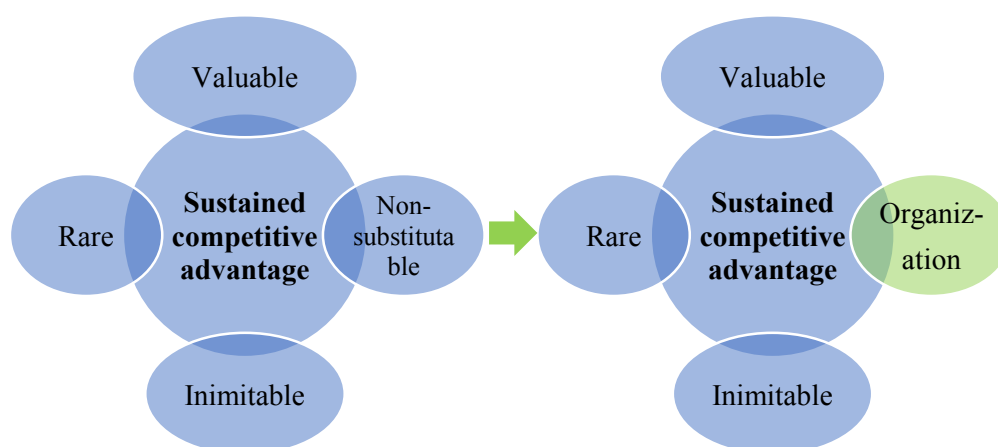 Valuable
Rare
Sustained
competitive
advantage
Non-
substituta
ble
Inimitable
Valuable
Rare
Sustained
competitive
advantage
Organiz-
ation
Inimitable